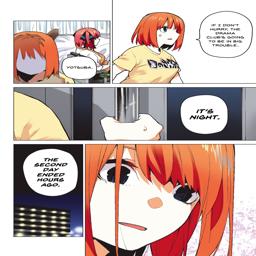 YOTSUBA.
IF I DON'T
HURRY, THE
DRAMA
CLUB'S GOING
TO BE IN BIG
TROUBLE.
IT'S
NIGHT.
THE
SECOND
DAY
ENDED
HOURS
AGO.